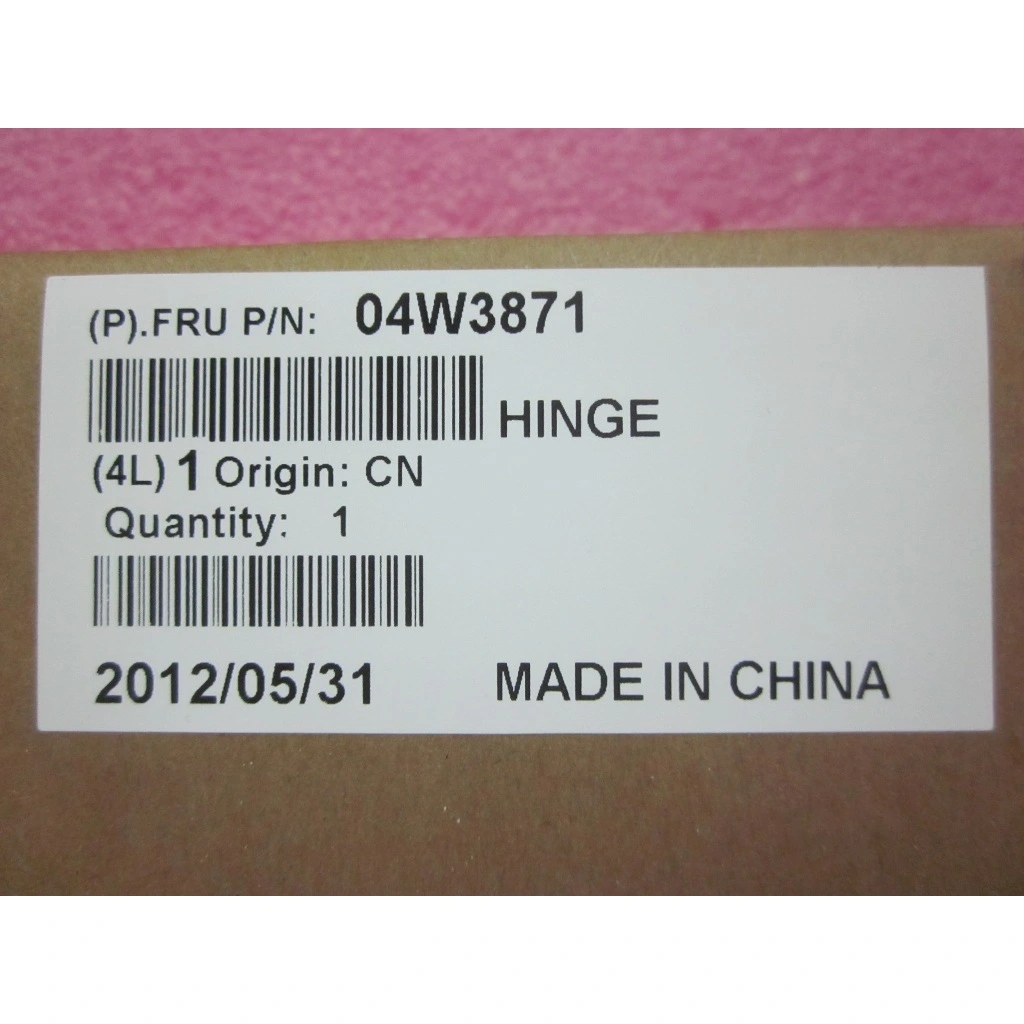 (P).FRU P/N: 04W3871
HINGE
(4L) 1 Origin: CN
Quantity: 1
2012/05/31 MADE IN CHINA